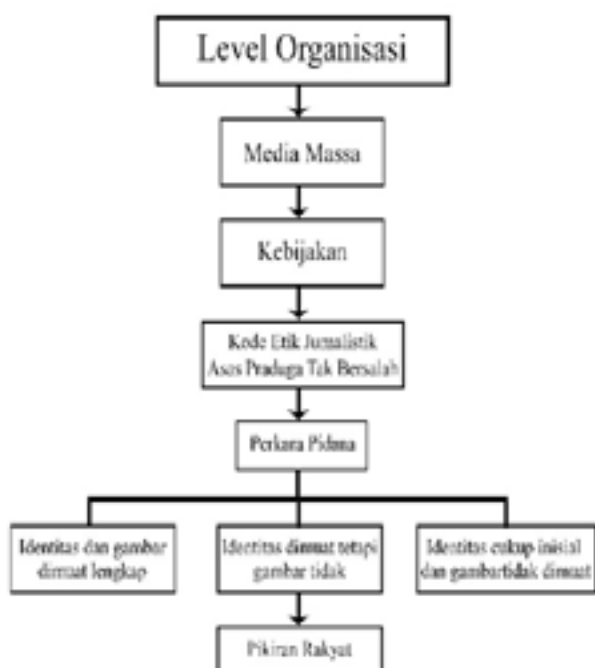 Level Organisasi
Media Massa
Kebijakan
Kode Etik Jurnalistik
Asas Praduga Tak Bersalah
Perkara Pidana
Identitas dan gambar
dimuat lengkap
Identitas dimuat tetapi
gambar tidak
Identitas cukup inisial
dan gambartidak dimuat
Pikiran Rakyat